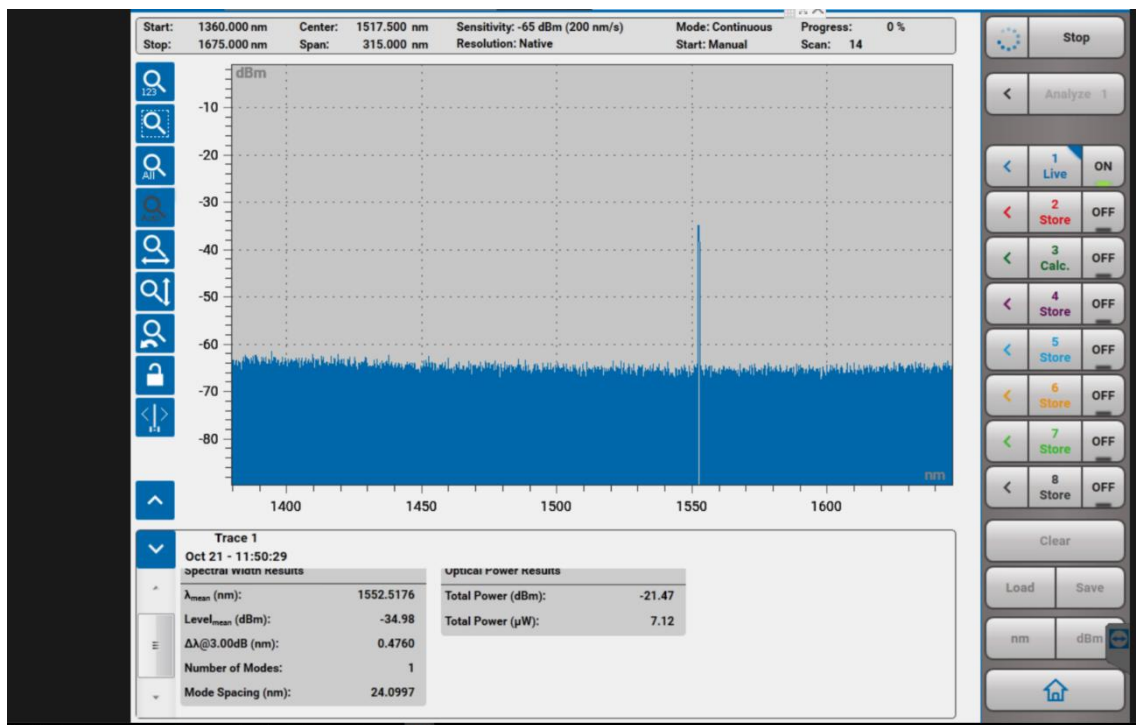 Start: 1360.000 nm Center: 1517.500 nm Sensitivity: -65 dBm (200 nm/s) Mode: Continuous Progress: 0 %
Stop: 1675.000 nm Span: 315.000 nm Resolution: Native Start: Manual Scan: 14
Stop
Analyze 1
123
All
dBm
-10
-20
-30
-40
-50
-60
-70
-80
nm
1400 1450 1500 1550 1600
1 Live ON
2 Store OFF
3 Calc. OFF
4 Store OFF
5 Store OFF
6 Store OFF
7 Store OFF
8 Store OFF
Clear
Load Save
nm dBm
Trace 1
Oct 21 - 11:50:29
Spectral Width Results Optical Power Results
λmean (nm): 1552.5176 Total Power (dBm): -21.47
Levelmean (dBm): -34.98 Total Power (µW): 7.12
Δλ@3.00dB (nm): 0.4760
Number of Modes: 1
Mode Spacing (nm): 24.0997